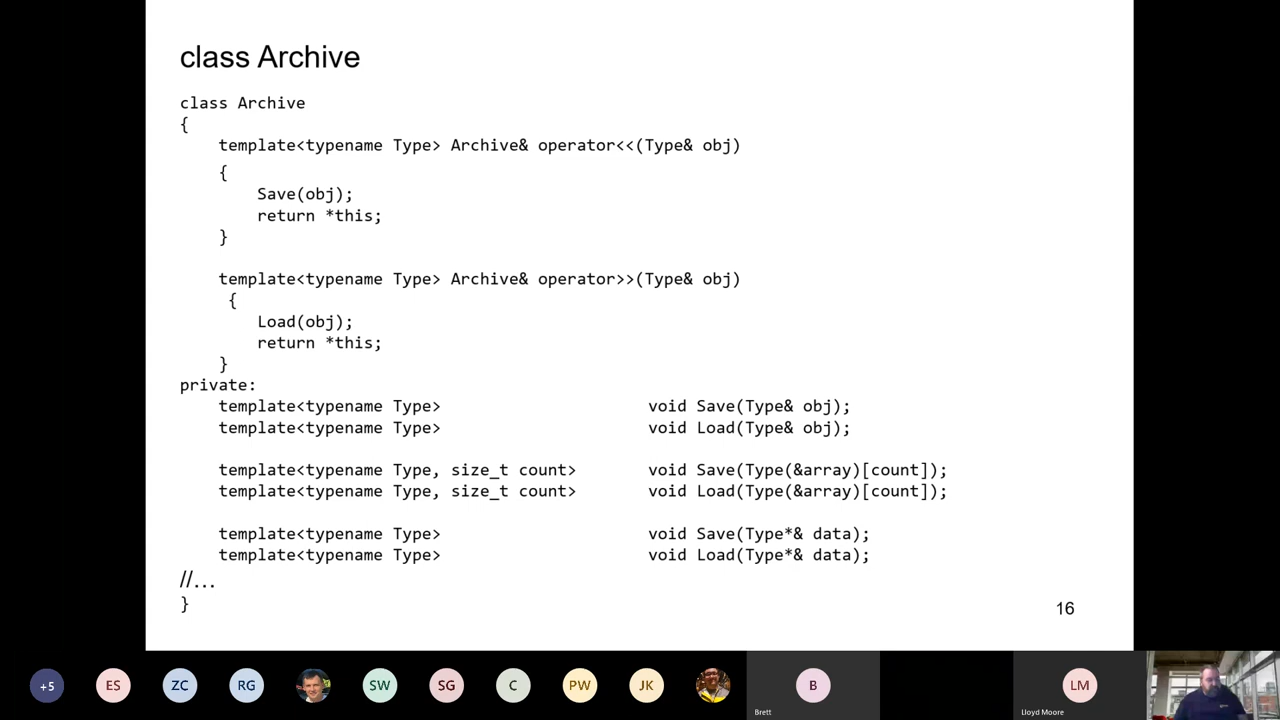 class Archive
class Archive
{
template<typename Type> Archive& operator<<(Type& obj)
{
Save(obj);
return *this;
}
template<typename Type> Archive& operator>>(Type& obj)
{
Load(obj);
return *this;
}
private:
template<typename Type> void Save(Type& obj);
template<typename Type> void Load(Type& obj);
template<typename Type, size_t count> void Save(Type(&array)[count]);
template<typename Type, size_t count> void Load(Type(&array)[count]);
template<typename Type> void Save(Type*& data);
template<typename Type> void Load(Type*& data);
//…
}
16
+5 ES ZC RG SW SG C PW JK B LM
Brett Lloyd Moore